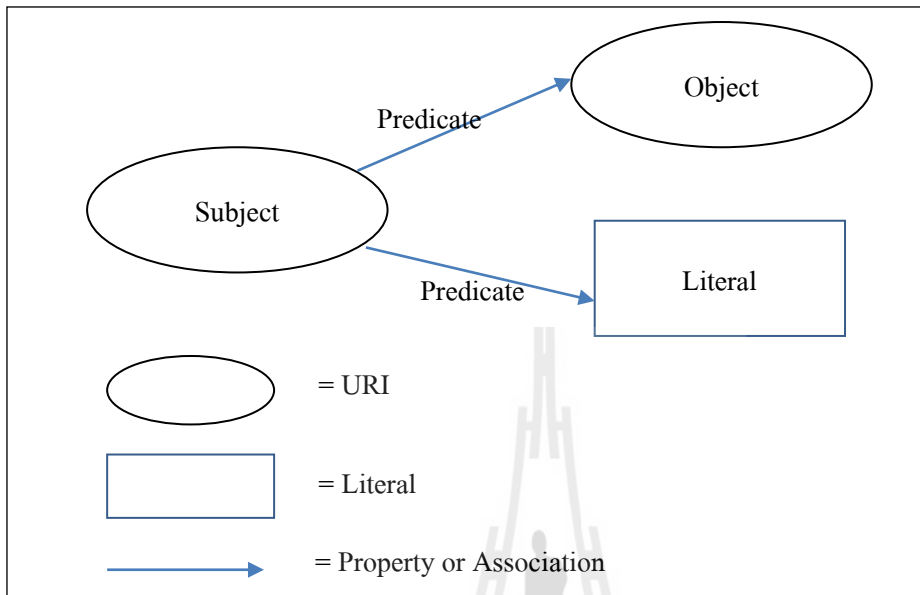 Object
Predicate
Subject
Literal
Predicate
= URI
= Literal
= Property or Association